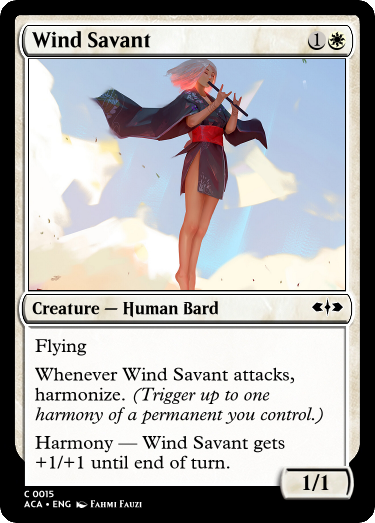 Wind Savant 1
Creature — Human Bard
Flying
Whenever Wind Savant attacks,
harmonize. (Trigger up to one
harmony of a permanent you control.)
Harmony — Wind Savant gets
+1/+1 until end of turn.
1/1
C 0015
ACA • ENG Fahmi Fauzi